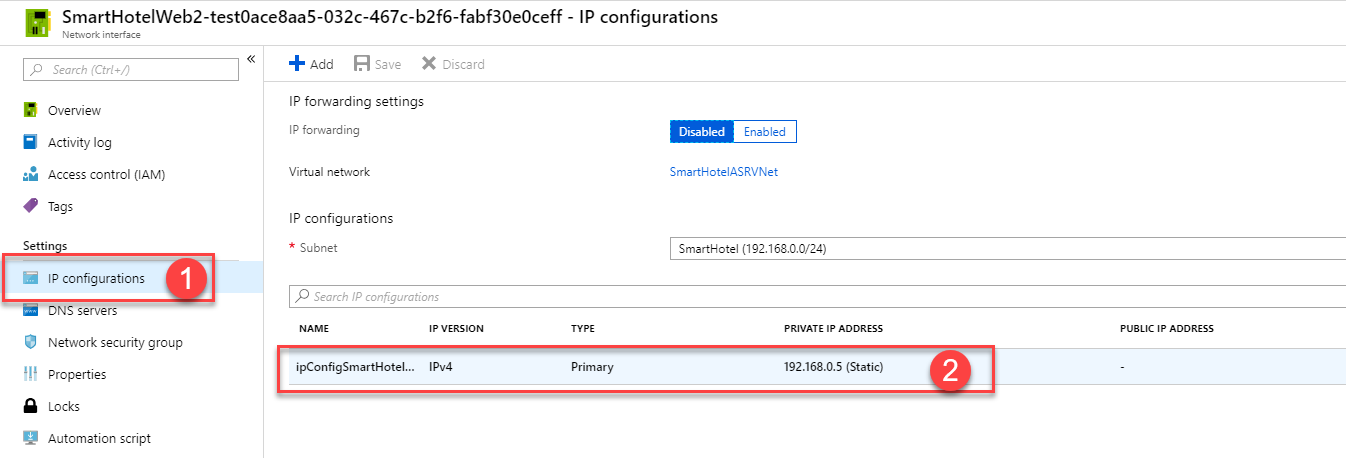 SmartHotelWeb2-test0ace8aa5-032c-467c-b2f6-fabf30e0ceff - IP configurations
Network interface
Search (Ctrl+/)
«
Overview
Activity log
Access control (IAM)
Tags
Settings
IP configurations 1
DNS servers
Network security group
Properties
Locks
Automation script
Add Save Discard
IP forwarding settings
IP forwarding Disabled Enabled
Virtual network SmartHotelASRVNet
IP configurations
* Subnet SmartHotel (192.168.0.0/24)
Search IP configurations
NAME IP VERSION TYPE PRIVATE IP ADDRESS PUBLIC IP ADDRESS
ipConfigSmartHotel... IPv4 Primary 192.168.0.5 (Static) 2 -